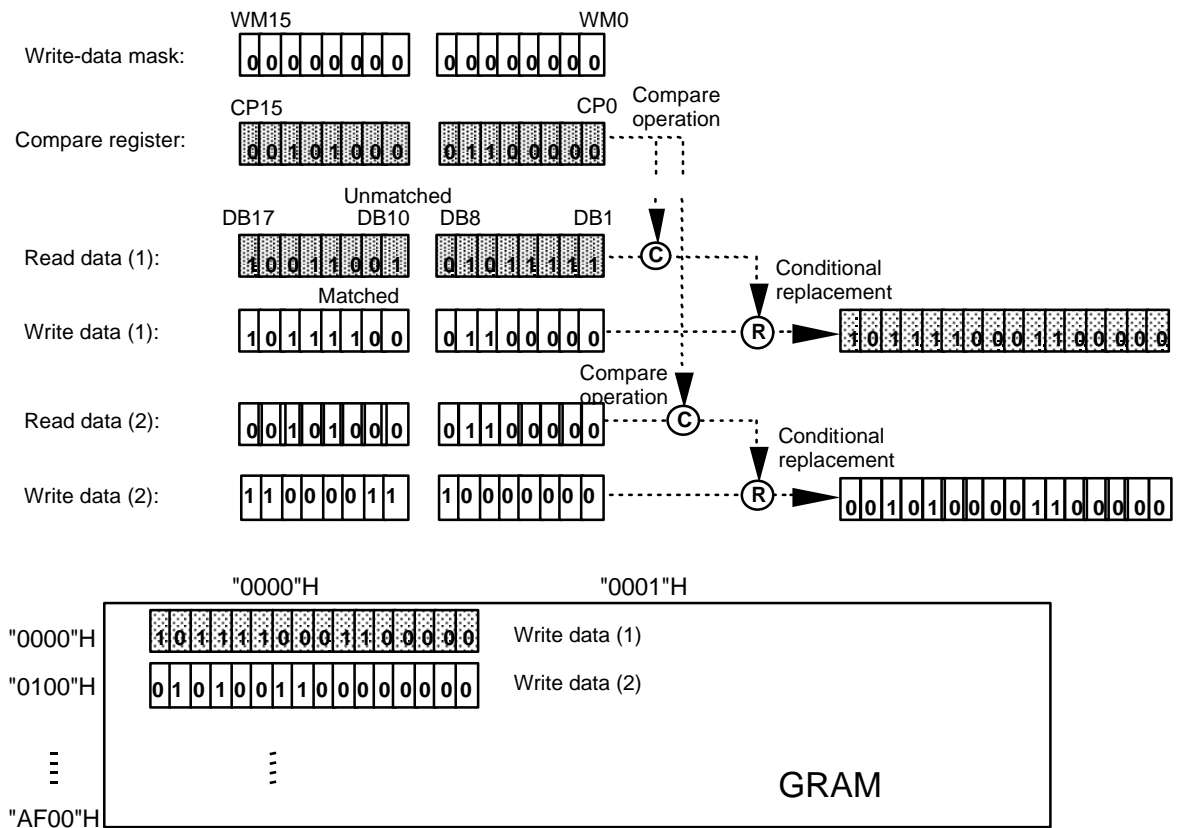 WM15 WM0
Write-data mask: 0 0 0 0 0 0 0 0 0 0 0 0 0 0 0 0
CP15 CP0 Compare
operation
Compare register: 0 0 1 0 1 0 0 0 0 1 1 0 0 0 0 0
Unmatched
DB17 DB10 DB8 DB1
Read data (1): 1 0 0 1 1 0 0 1 0 1 0 1 1 1 1 1 C
Conditional
replacement
Matched
Write data (1): 1 0 1 1 1 1 0 0 0 1 1 0 0 0 0 0 R 1 0 1 1 1 1 0 0 0 1 1 0 0 0 0 0
Compare
operation
Read data (2): 0 0 1 0 1 0 0 0 0 1 1 0 0 0 0 0 C
Conditional
replacement
Write data (2): 1 1 0 0 0 0 1 1 1 0 0 0 0 0 0 0 R 0 0 1 0 1 0 0 0 0 1 1 0 0 0 0 0
"0000"H "0001"H
"0000"H 1 0 1 1 1 1 0 0 0 1 1 0 0 0 0 0 Write data (1)
"0100"H 0 1 0 1 0 0 1 1 0 0 0 0 0 0 0 0 Write data (2)
GRAM
"AF00"H